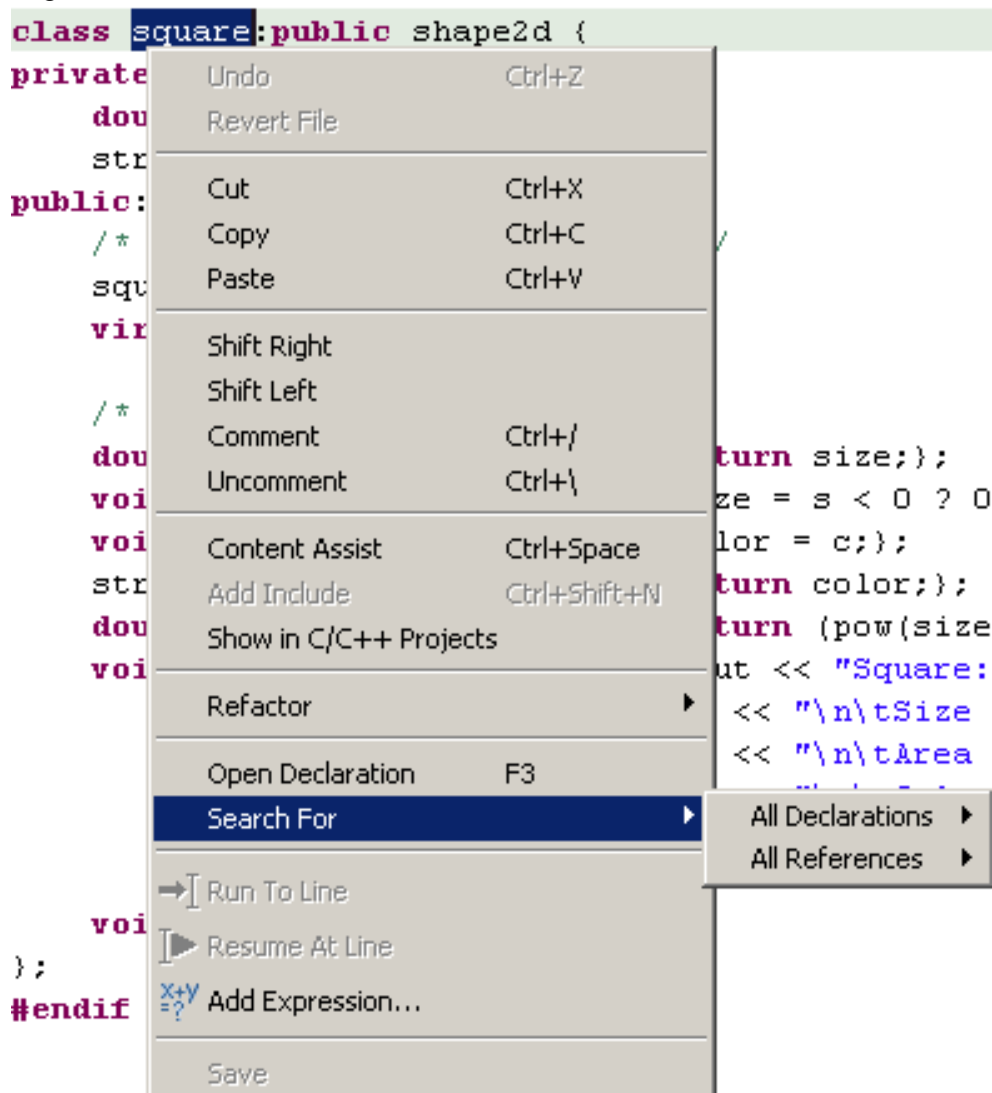 class square:public shape2d {
private
dou
str
public:
/*
squ
vir
/*
dou
voi
voi
str
dou
voi
voi
};
#endif
Undo Ctrl+Z
Revert File
Cut Ctrl+X
Copy Ctrl+C
Paste Ctrl+V
Shift Right
Shift Left
Comment Ctrl+/
Uncomment Ctrl+\
Content Assist Ctrl+Space
Add Include Ctrl+Shift+N
Show in C/C++ Projects
Refactor
Open Declaration F3
Search For
Run To Line
Resume At Line
x+y=? Add Expression...
Save
All Declarations
All References
/
turn size;};
ze = s < 0 ? 0
lor = c;};
turn color;};
turn (pow(size
ut << "Square:
<< "\n\tSize
<< "\n\tArea